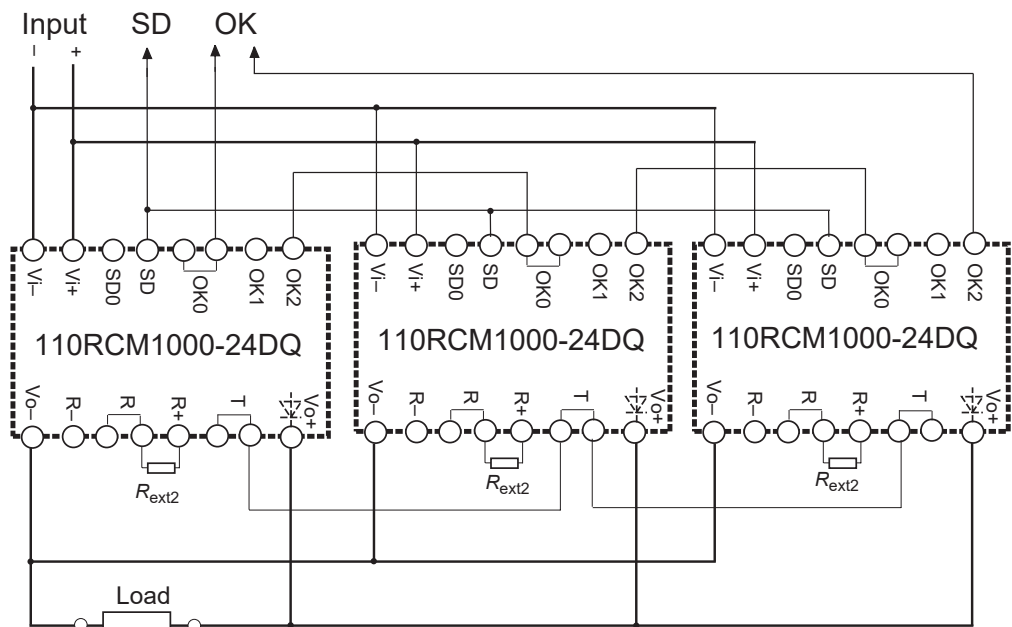 Input SD OK
– +
Vi– Vi+ SD0 SD OK0 OK1 OK2
110RCM1000-24DQ
Vo– R– R R+ T Vo+
Rext2
Vi– Vi+ SD0 SD OK0 OK1 OK2
110RCM1000-24DQ
Vo– R– R R+ T Vo+
Rext2
Vi– Vi+ SD0 SD OK0 OK1 OK2
110RCM1000-24DQ
Vo– R– R R+ T Vo+
Rext2
Load